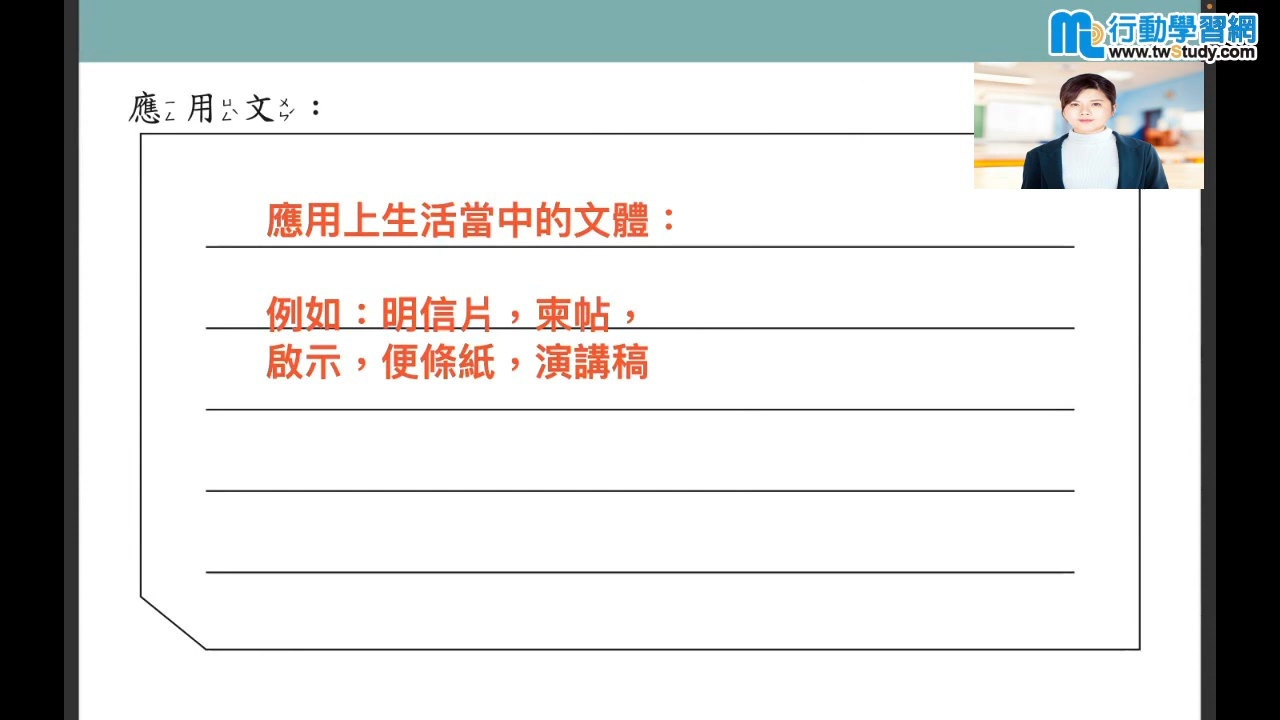 行動學習網
www.twStudy.com
應ㄧㄥ用ㄩㄥˋ文ㄨㄣˊ：
應用上生活當中的文體：
例如：明信片，柬帖，
啟示，便條紙，演講稿